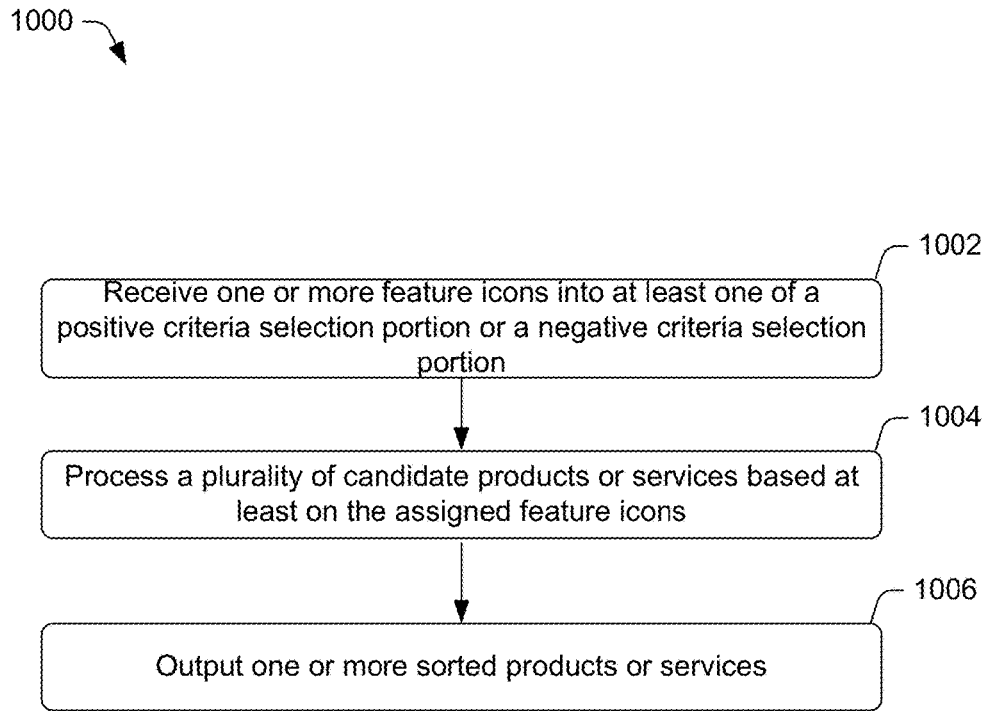 1000
1002
Receive one or more feature icons into at least one of a
positive criteria selection portion or a negative criteria selection
portion
1004
Process a plurality of candidate products or services based at
least on the assigned feature icons
1006
Output one or more sorted products or services